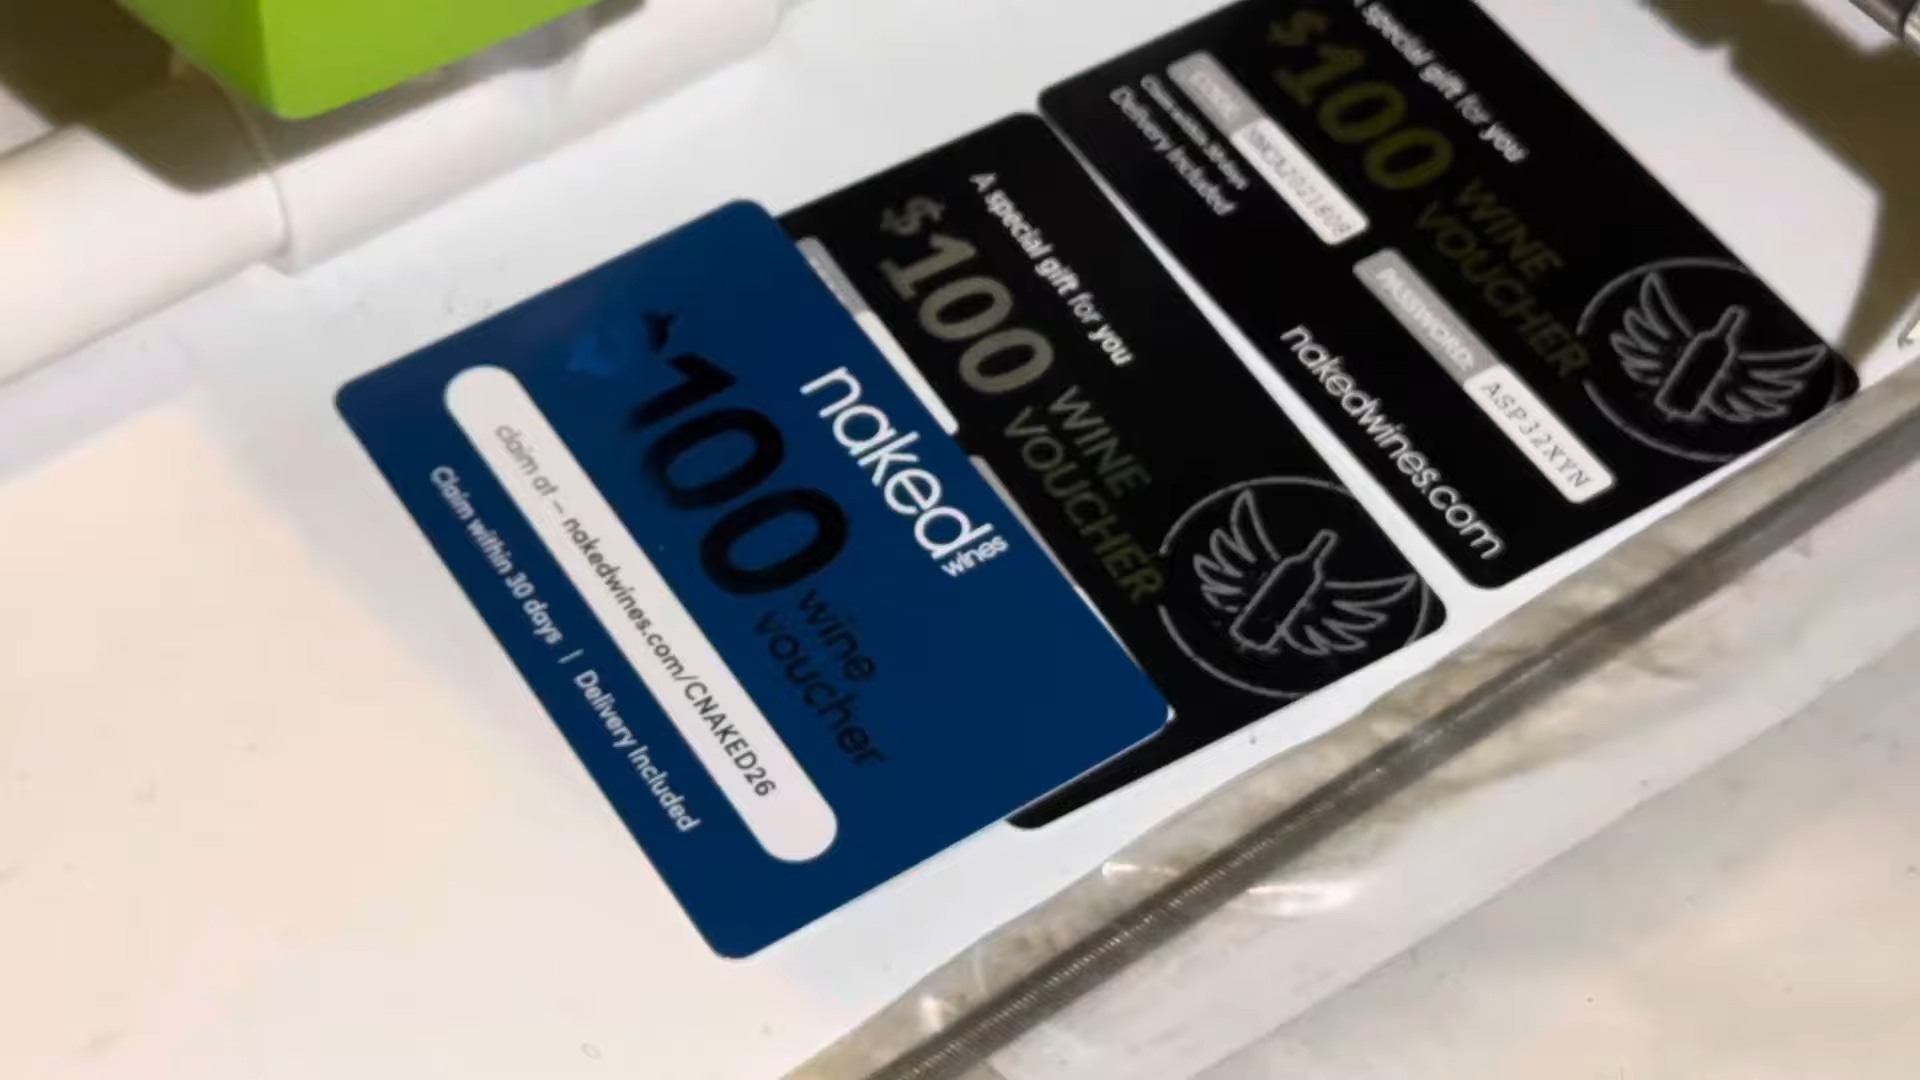 naked
wines
$100
wine
voucher
claim at – nakedwines.com/CNAKED26
Claim within 30 days | Delivery Included
A special gift for you
$100
WINE
VOUCHER
A special gift for you
$100
WINE
VOUCHER
CODE:
Delivery Included
PASSWORD:
ASP32XYN
nakedwines.com